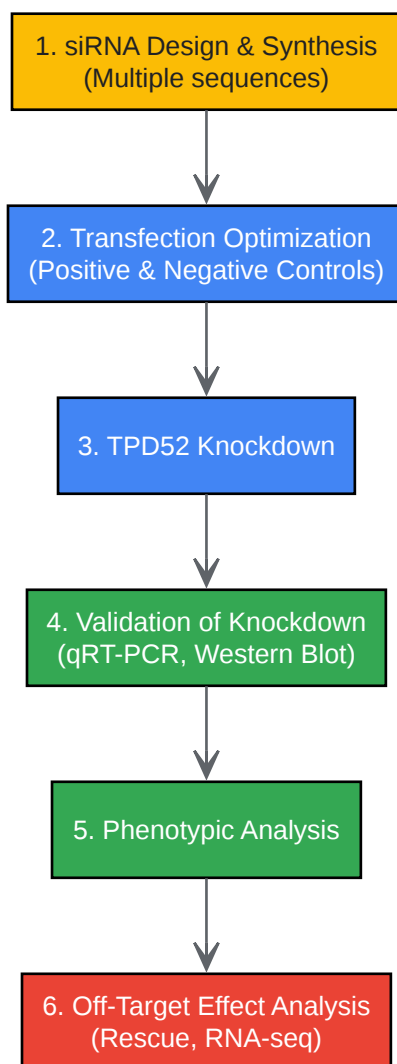 1. siRNA Design & Synthesis
(Multiple sequences)
2. Transfection Optimization
(Positive & Negative Controls)
3. TPD52 Knockdown
4. Validation of Knockdown
(qRT-PCR, Western Blot)
5. Phenotypic Analysis
6. Off-Target Effect Analysis
(Rescue, RNA-seq)